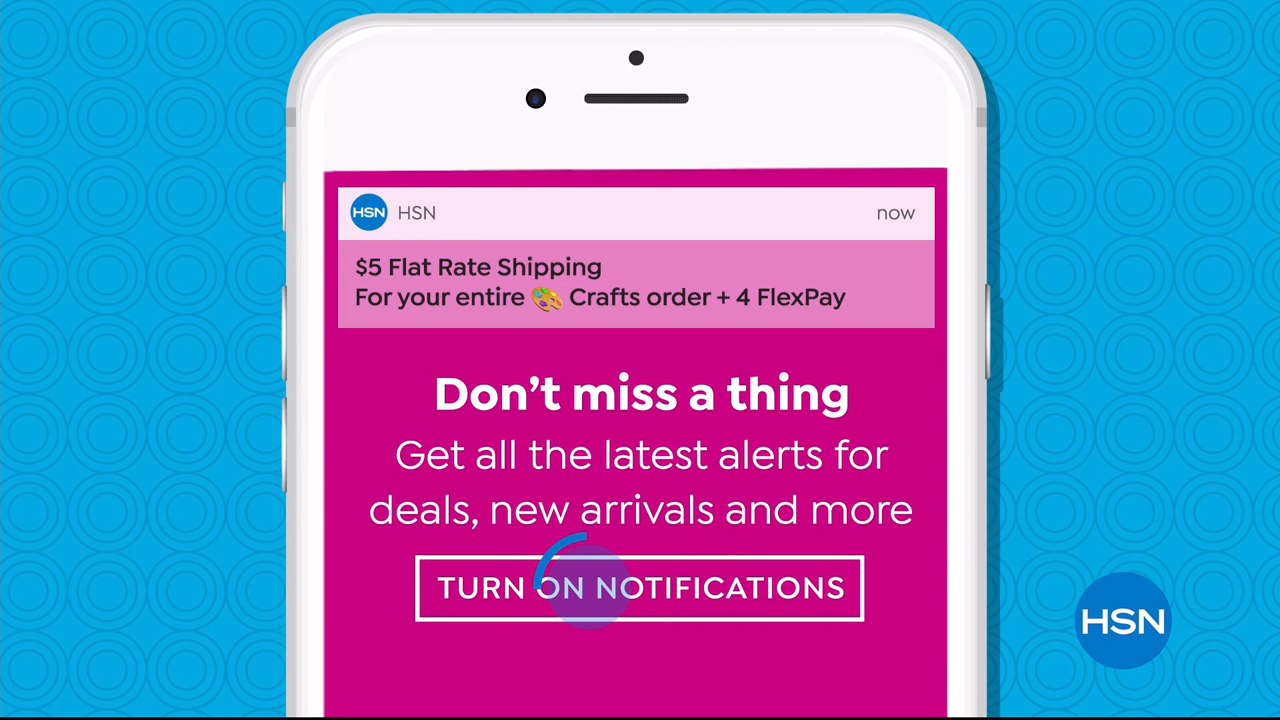 HSN HSN now
$5 Flat Rate Shipping
For your entire 🎨 Crafts order + 4 FlexPay
Don't miss a thing
Get all the latest alerts for
deals, new arrivals and more
TURN ON NOTIFICATIONS
HSN